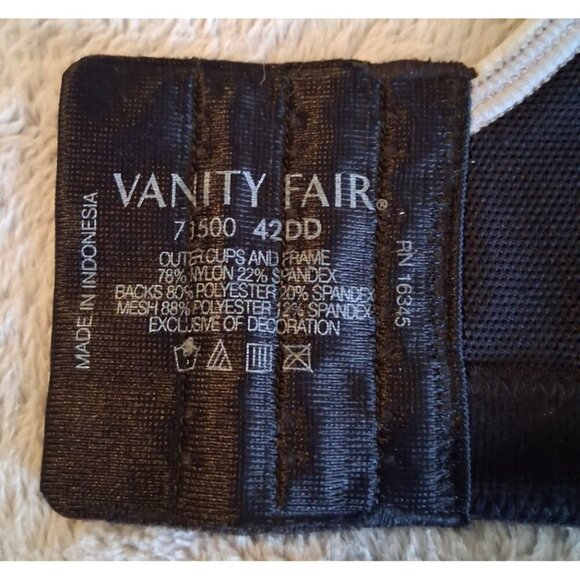 VANITY FAIR®
71500 42DD
OUTER CUPS AND FRAME
78% NYLON 22% SPANDEX
BACKS 80% POLYESTER 20% SPANDEX
MESH 88% POLYESTER 12% SPANDEX
EXCLUSIVE OF DECORATION
MADE IN INDONESIA
RN 16345